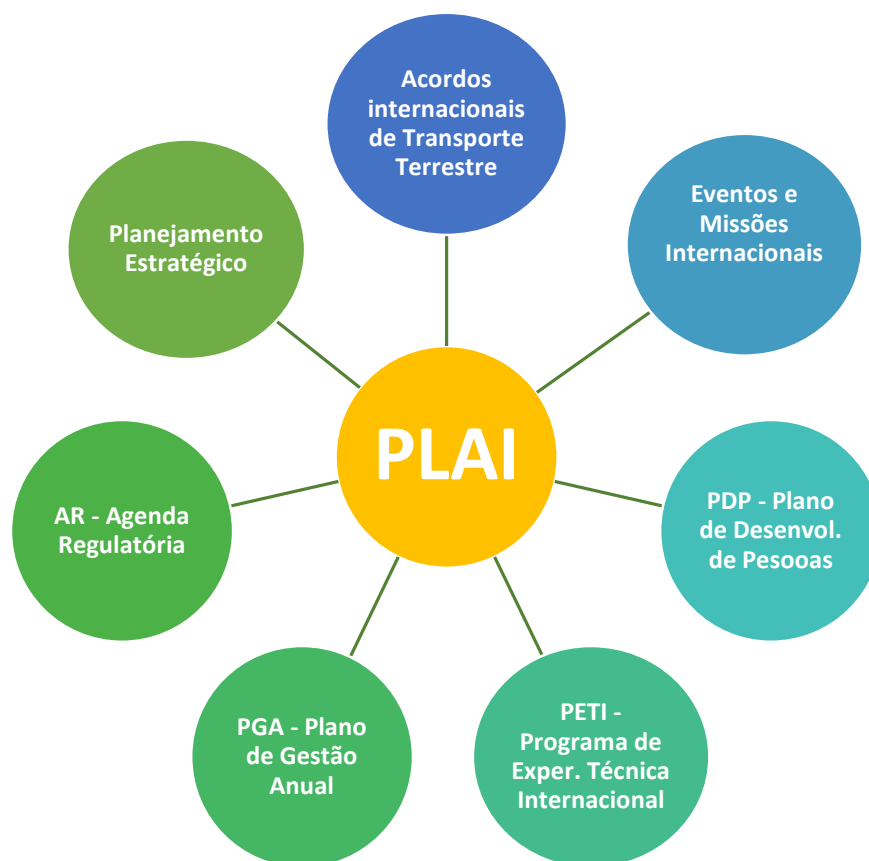 Acordos
internacionais
de Transporte
Terrestre
Eventos e
Missões
Internacionais
PDP - Plano
de Desenvol.
de Pesooas
PETI -
Programa de
Exper. Técnica
Internacional
PGA - Plano
de Gestão
Anual
AR - Agenda
Regulatória
Planejamento
Estratégico
PLAI